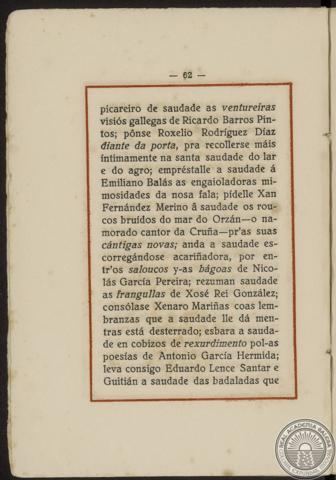 — 62 —
picareiro de saudade as ventureiras
visiós gallegas de Ricardo Barros Pin-
tos; pónse Roxelio Rodríguez Díaz
diante da porta, pra recollerse máis
íntimamente na santa saudade do lar
e do agro; empréstalle a saudade á
Emiliano Balás as engaioladoras mi-
mosidades da nosa fala; pídelle Xan
Fernández Merino â saudade os rou-
cos bruídos do mar do Orzán—o na-
morado cantor da Cruña—pr'as suas
cántigas novas; anda a saudade es-
corregándose acariñadora, por en-
tr'os saloucos y-as bágoas de Nico-
lás García Pereira; rezuman saudade
as frangullas de Xosé Rei González;
consólase Xenaro Mariñas coas lem-
branzas que a saudade lle dá men-
tras está desterrado; esbara a sauda-
de en cobizos de rexurdimento pol-as
poesías de Antonio García Hermida;
leva consigo Eduardo Lence Santar e
Guitián a saudade das badaladas que
REAL ACADEMIA GALEGA